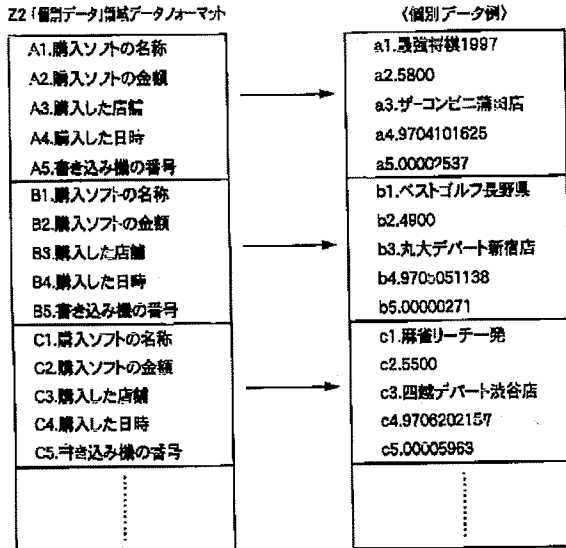 Z2「個別データ」領域データフォーマット
〈個別データ例〉
A1.購入ソフトの名称
A2.購入ソフトの金額
A3.購入した店舗
A4.購入した日時
A5.書き込み機の番号
B1.購入ソフトの名称
B2.購入ソフトの金額
B3.購入した店舗
B4.購入した日時
B5.書き込み機の番号
C1.購入ソフトの名称
C2.購入ソフトの金額
C3.購入した店舗
C4.購入した日時
C5.書き込み機の番号
a1.最強将棋1997
a2.5800
a3.ザーコンビニ蒲田店
a4.9704101625
a5.00002537
b1.ベストゴルフ長野県
b2.4900
b3.丸大デパート新宿店
b4.9705051138
b5.00000271
c1.麻雀リーチ一発
c2.5500
c3.四越デパート渋谷店
c4.9706202157
c5.00005963